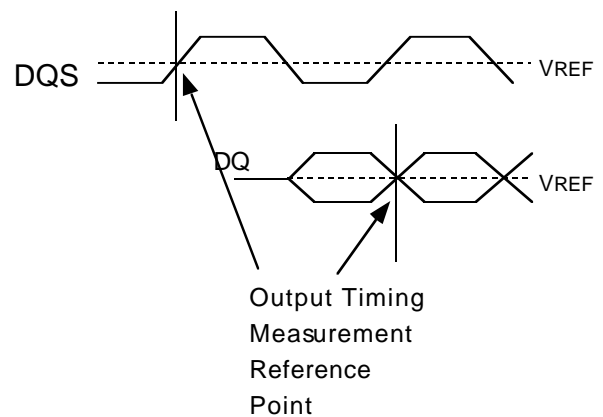 DQS
VREF
DQ
VREF
Output Timing
Measurement
Reference
Point